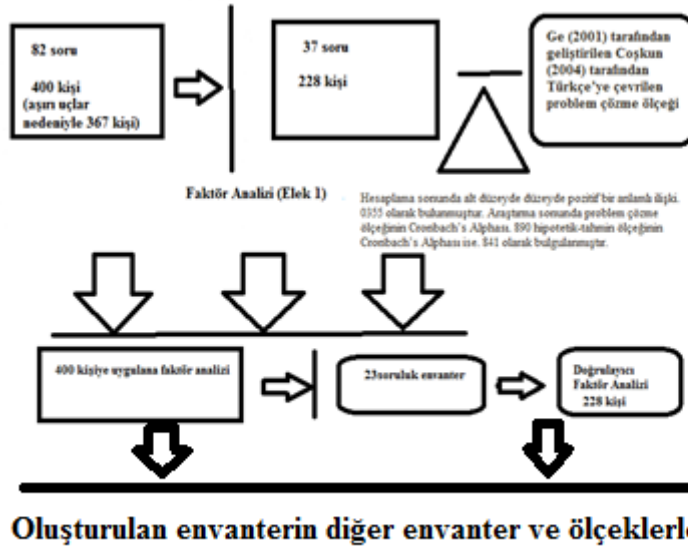 82 soru
400 kişi
(aşırı uçlar
nedeniyle 367 kişi)
37 soru
228 kişi
Ge (2001) tarafından
geliştirilen Coşkun
(2004) tarafından
Türkçe'ye çevrilen
problem çözme ölçeği
Faktör Analizi (Elek 1)
Hesaplama sonunda alt düzeyde düzeyde pozitif bir anlamlı ilişki.
0355 olarak bulunmuştur. Araştırma sonunda problem çözme
ölçeğinin Cronbach's Alphası. 890 hipotetik-tahmin ölçeğinin
Cronbach's Alphası ise. 841 olarak bulgulanmıştır.
400 kişiye uygulana faktör analizi
23soruluk envanter
Doğrulayıcı
Faktör Analizi
228 kişi
Oluşturulan envanterin diğer envanter ve ölçeklerle